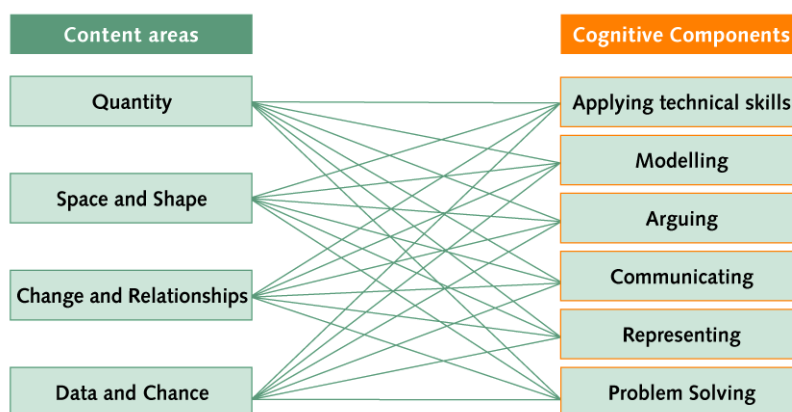 Content areas
Quantity
Space and Shape
Change and Relationships
Data and Chance
Cognitive Components
Applying technical skills
Modelling
Arguing
Communicating
Representing
Problem Solving